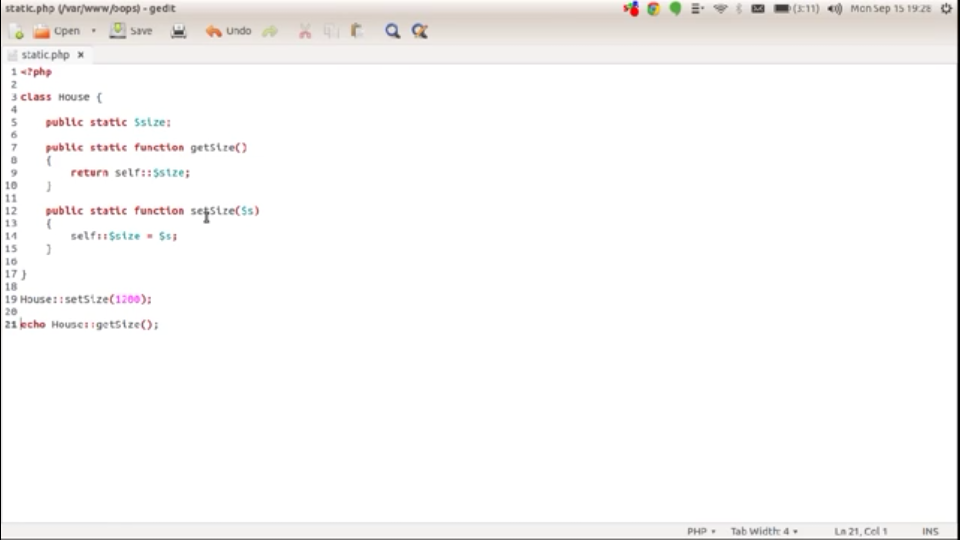 static.php (/var/www/oops) - gedit
(3:11) Mon Sep 15 19:28
Open Save Undo
static.php ×
1 <?php
2
3 class House {
4
5 public static $size;
6
7 public static function getSize()
8 {
9 return self::$size;
10 }
11
12 public static function setSize($s)
13 {
14 self::$size = $s;
15 }
16
17 }
18
19 House::setSize(1200);
20
21 echo House::getSize();
PHP Tab Width: 4 Ln 21, Col 1 INS